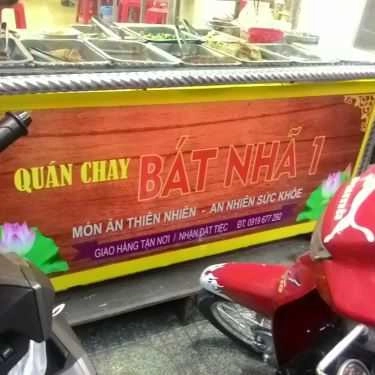 QUÁN CHAY BÁT NHÃ 1
MÓN ĂN THIÊN NHIÊN - AN NHIÊN SỨC KHỎE
GIAO HÀNG TẬN NƠI / NHẬN ĐẶT TIỆC ĐT: 0919 677 292